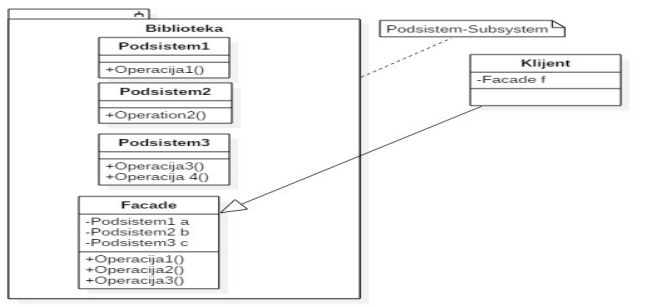 Biblioteka
Podsistem1
+Operacija1()
Podsistem2
+Operation2()
Podsistem3
+Operacija3()
+Operacija 4()
Facade
-Podsistem1 a
-Podsistem2 b
-Podsistem3 c
+Operacija1()
+Operacija2()
+Operacija3()
Podsistem-Subsystem
Klijent
-Facade f